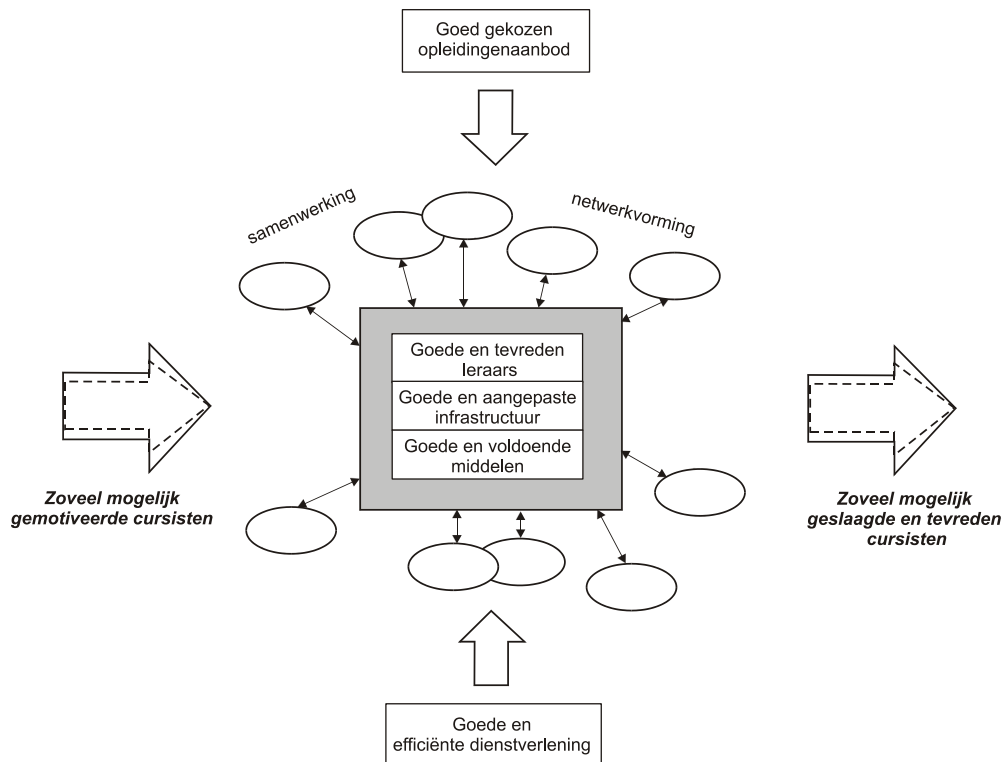 Goed gekozen
opleidingenaanbod
samenwerking
netwerkvorming
Goede en tevreden
leraars
Goede en aangepaste
infrastructuur
Goede en voldoende
middelen
Zoveel mogelijk
gemotiveerde cursisten
Zoveel mogelijk
geslaagde en tevreden
cursisten
Goede en
efficiënte dienstverlening